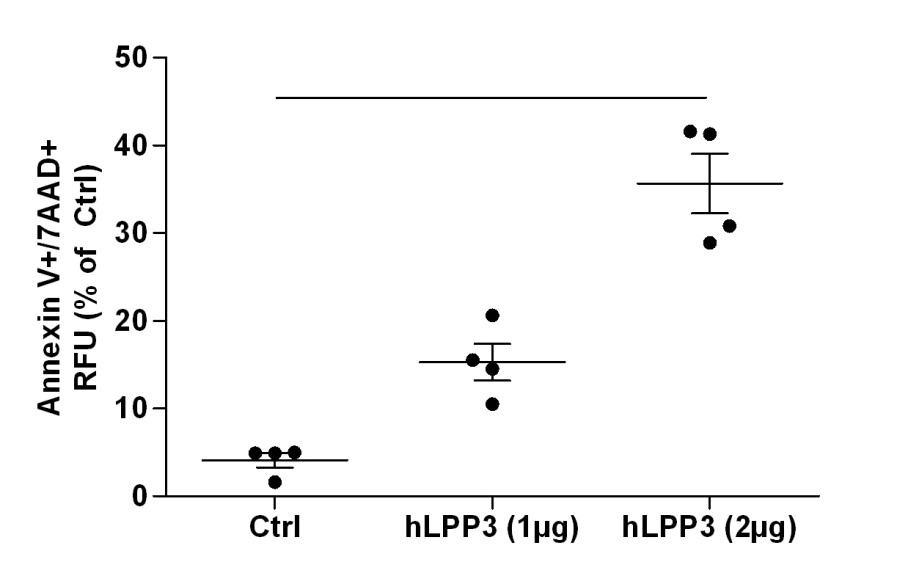 50
40
30
20
10
0
Annexin V+/7AAD+
RFU (% of Ctrl)
Ctrl
hLPP3 (1µg)
hLPP3 (2µg)